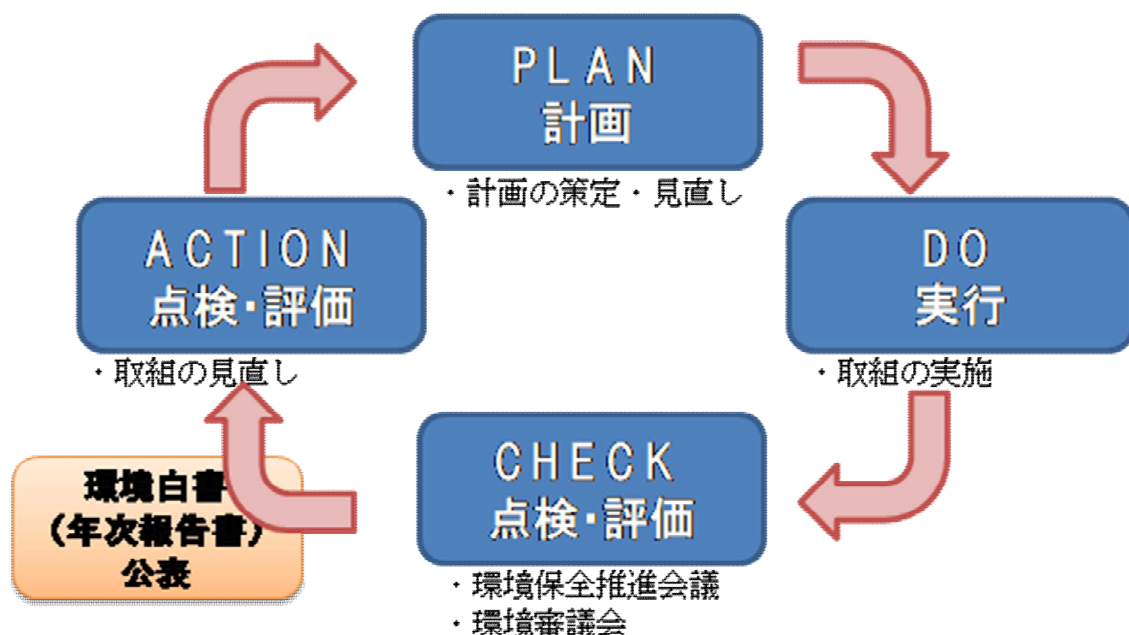 PLAN
計画
・計画の策定・見直し
DO
実行
・取組の実施
CHECK
点検・評価
・環境保全推進会議
・環境審議会
ACTION
点検・評価
・取組の見直し
環境白書
(年次報告書)
公表